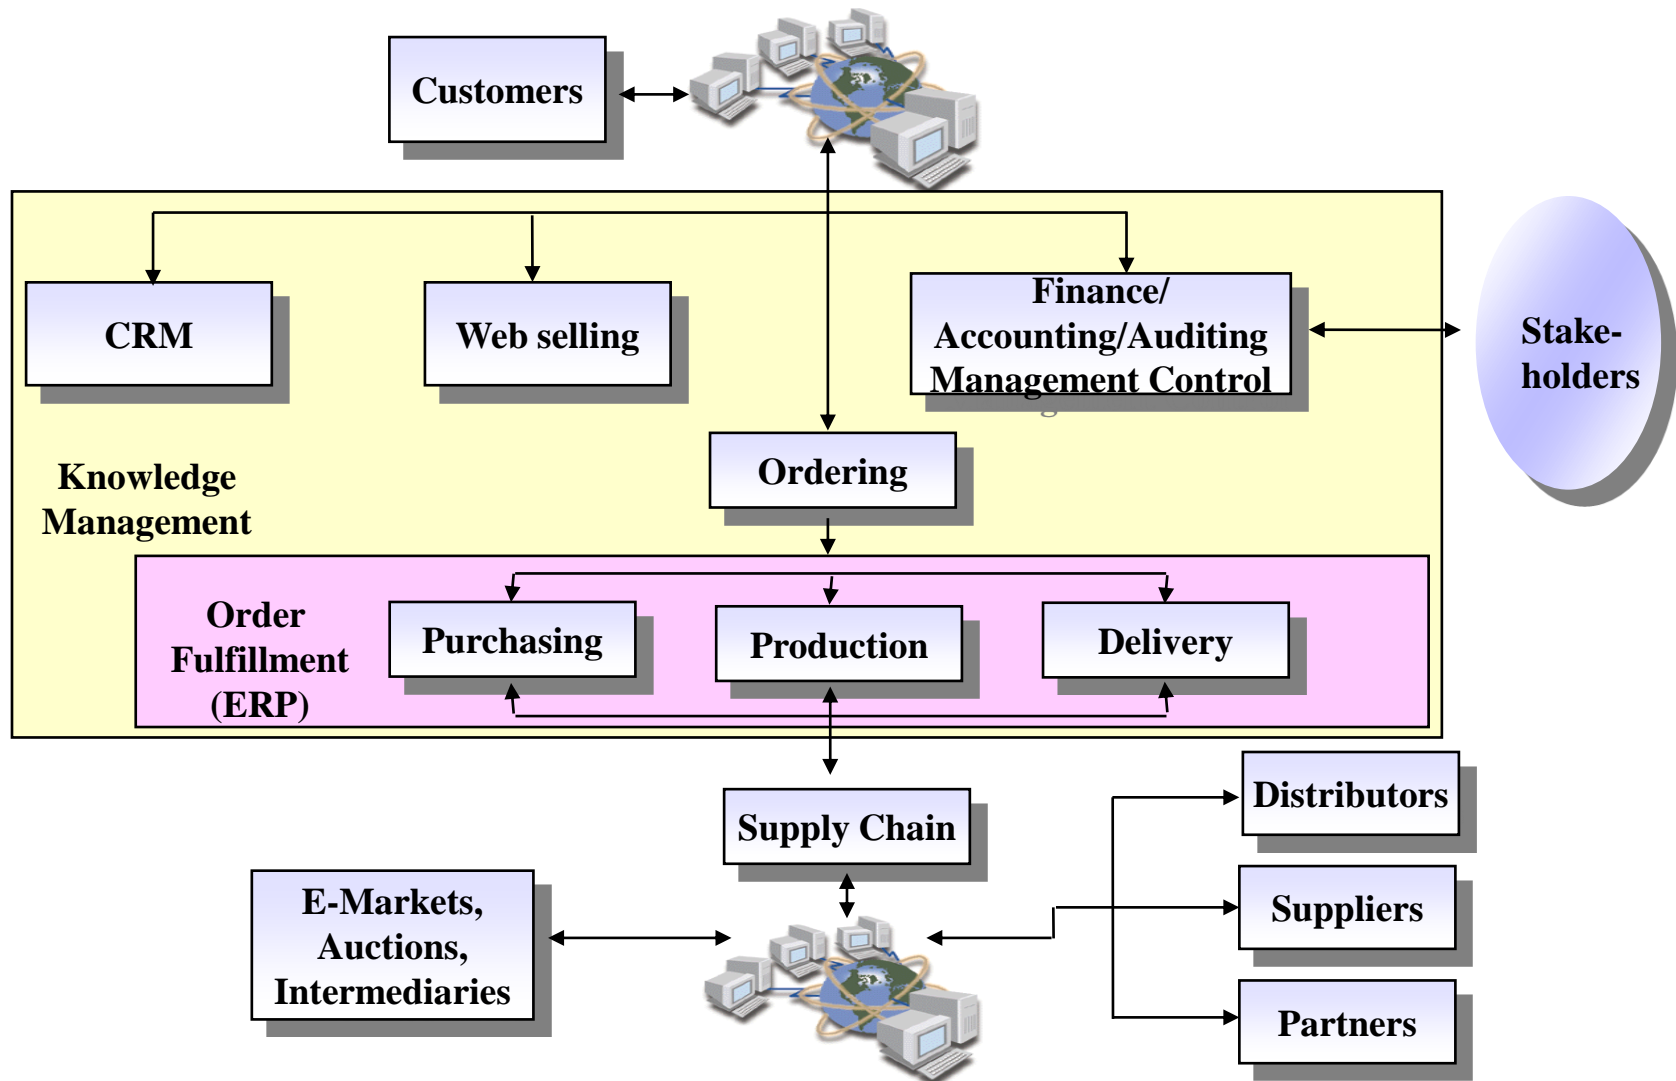 Customers
CRM
Web selling
Finance/
Accounting/Auditing
Management Control
Stake-
holders
Ordering
Knowledge
Management
Order
Fulfillment
(ERP)
Purchasing
Production
Delivery
Supply Chain
Distributors
E-Markets,
Auctions,
Intermediaries
Suppliers
Partners